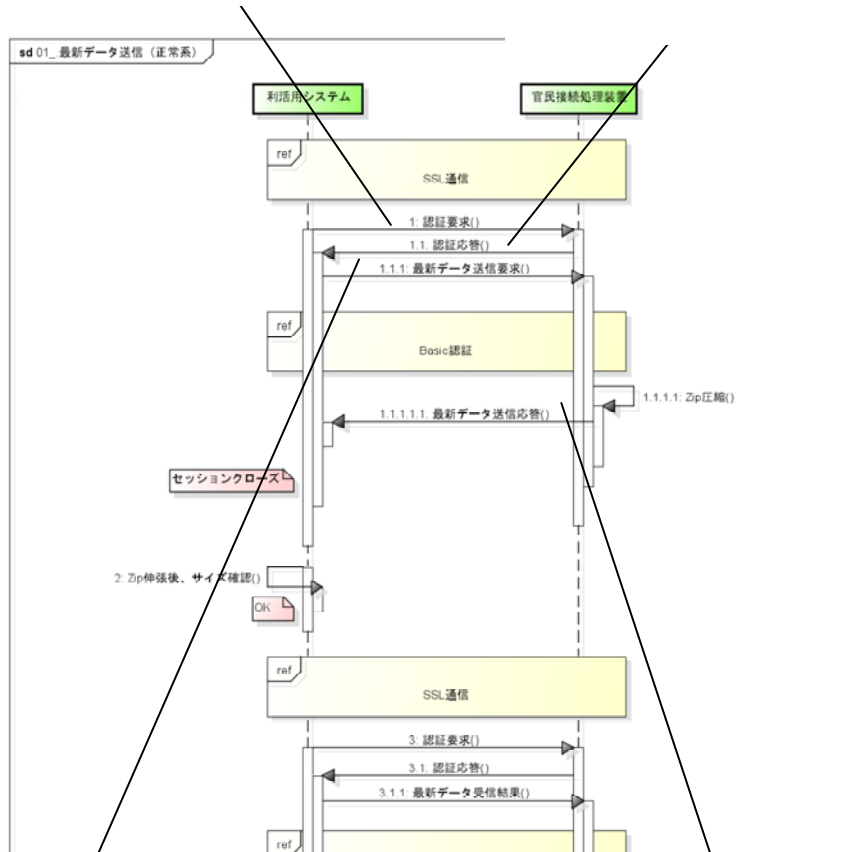 sd 01_ 最新データ送信（正常系）
利活用システム
官民接続処理装置
ref
SSL通信
1: 認証要求()
1.1. 認証応答()
1.1.1: 最新データ送信要求()
ref
Basic認証
1.1.1.1: Zip圧縮()
1.1.1.1.1. 最新データ送信応答()
セッションクローズ
2: Zip伸張後、サイズ確認()
OK
ref
SSL通信
3: 認証要求()
3.1. 認証応答()
3.1.1: 最新データ受信結果()
ref